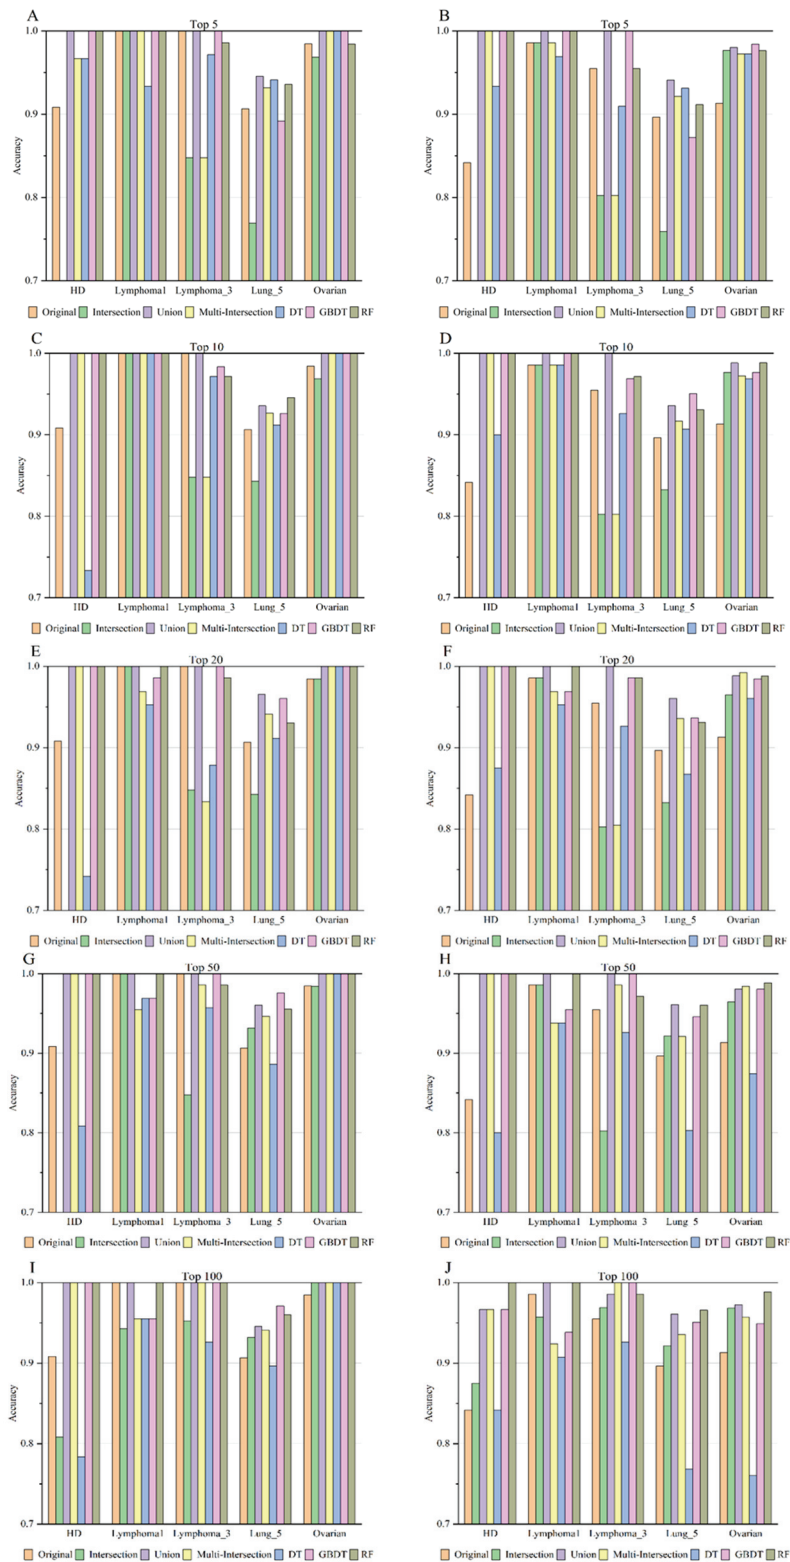 A
Top 5
1.0
0.9
0.8
0.7
Accuracy
HD Lymphoma1 Lymphoma_3 Lung_5 Ovarian
Original Intersection Union Multi-Intersection DT GBDT RF
B
Top 5
1.0
0.9
0.8
0.7
Accuracy
HD Lymphoma1 Lymphoma_3 Lung_5 Ovarian
Original Intersection Union Multi-Intersection DT GBDT RF
C
Top 10
1.0
0.9
0.8
0.7
Accuracy
HD Lymphoma1 Lymphoma_3 Lung_5 Ovarian
Original Intersection Union Multi-Intersection DT GBDT RF
D
Top 10
1.0
0.9
0.8
0.7
Accuracy
HD Lymphoma1 Lymphoma_3 Lung_5 Ovarian
Original Intersection Union Multi-Intersection DT GBDT RF
E
Top 20
1.0
0.9
0.8
0.7
Accuracy
HD Lymphoma1 Lymphoma_3 Lung_5 Ovarian
Original Intersection Union Multi-Intersection DT GBDT RF
F
Top 20
1.0
0.9
0.8
0.7
Accuracy
HD Lymphoma1 Lymphoma_3 Lung_5 Ovarian
Original Intersection Union Multi-Intersection DT GBDT RF
G
Top 50
1.0
0.9
0.8
0.7
Accuracy
HD Lymphoma1 Lymphoma_3 Lung_5 Ovarian
Original Intersection Union Multi-Intersection DT GBDT RF
H
Top 50
1.0
0.9
0.8
0.7
Accuracy
HD Lymphoma1 Lymphoma_3 Lung_5 Ovarian
Original Intersection Union Multi-Intersection DT GBDT RF
I
Top 100
1.0
0.9
0.8
0.7
Accuracy
HD Lymphoma1 Lymphoma_3 Lung_5 Ovarian
Original Intersection Union Multi-Intersection DT GBDT RF
J
Top 100
1.0
0.9
0.8
0.7
Accuracy
HD Lymphoma1 Lymphoma_3 Lung_5 Ovarian
Original Intersection Union Multi-Intersection DT GBDT RF